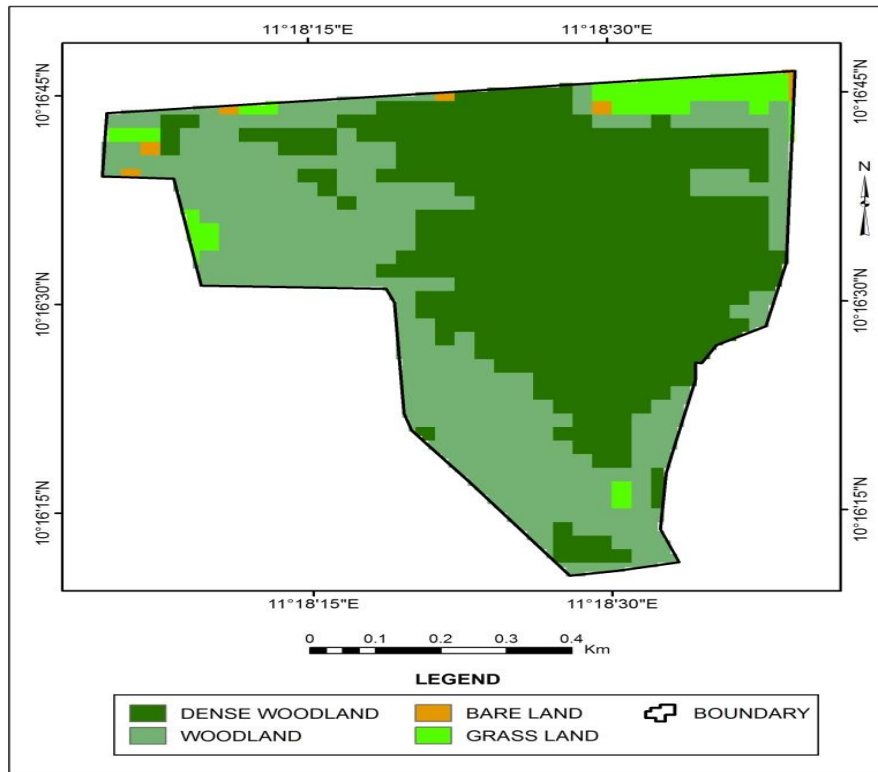 11°18'15"E 11°18'30"E
10°16'45"N 10°16'45"N
N
10°16'30"N 10°16'30"N
10°16'15"N 10°16'15"N
11°18'15"E 11°18'30"E
0 0.1 0.2 0.3 0.4
Km
LEGEND
DENSE WOODLAND BARE LAND BOUNDARY
WOODLAND GRASS LAND